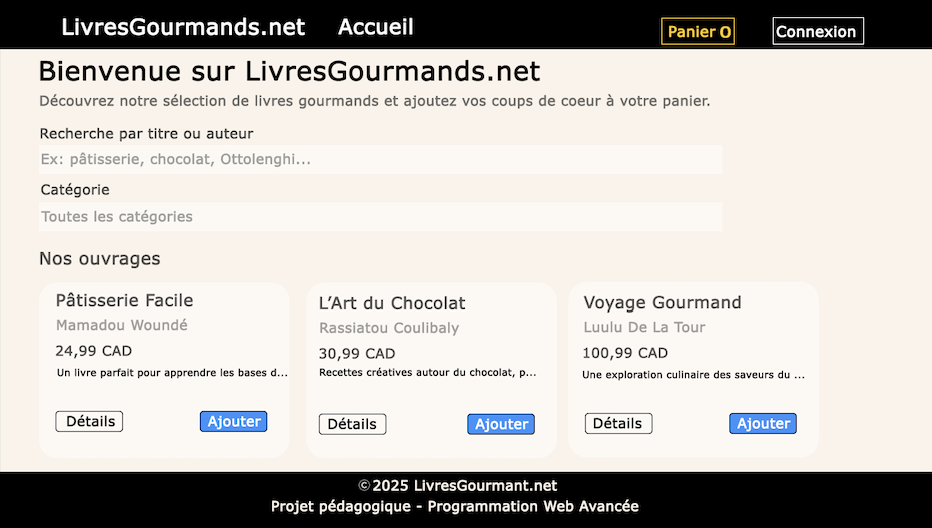 LivresGourmands.net Accueil Panier 0 Connexion
Bienvenue sur LivresGourmands.net
Découvrez notre sélection de livres gourmands et ajoutez vos coups de coeur à votre panier.
Recherche par titre ou auteur
Ex: pâtisserie, chocolat, Ottolenghi...
Catégorie
Toutes les catégories
Nos ouvrages
Pâtisserie Facile
Mamadou Woundé
24,99 CAD
Un livre parfait pour apprendre les bases d...
Détails Ajouter
L’Art du Chocolat
Rassiatou Coulibaly
30,99 CAD
Recettes créatives autour du chocolat, p...
Détails Ajouter
Voyage Gourmand
Luulu De La Tour
100,99 CAD
Une exploration culinaire des saveurs du ...
Détails Ajouter
©2025 LivresGourmant.net
Projet pédagogique - Programmation Web Avancée